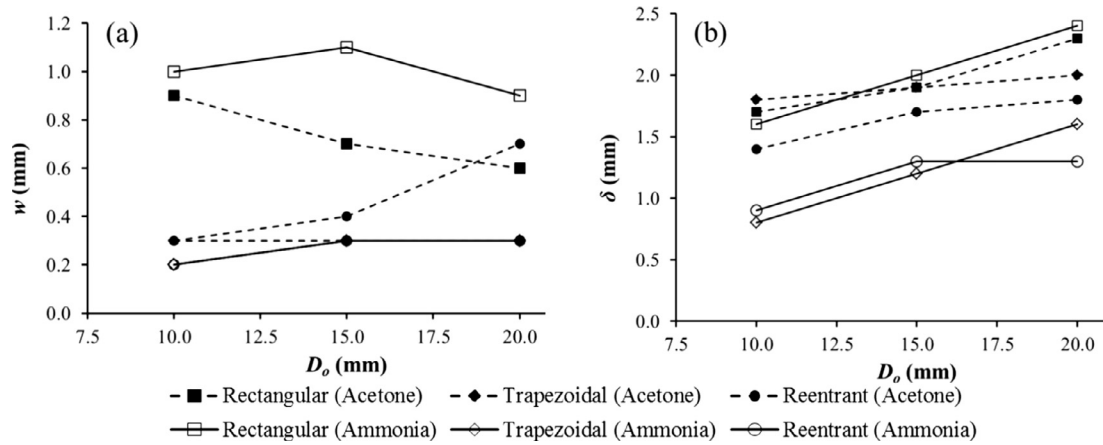 (a)
1.2
1.0
0.8
0.6
0.4
0.2
0.0
w (mm)
7.5 10.0 12.5 15.0 17.5 20.0
Do (mm)
(b)
2.5
2.0
1.5
1.0
0.5
0.0
δ (mm)
7.5 10.0 12.5 15.0 17.5 20.0
Do (mm)
Rectangular (Acetone) Trapezoidal (Acetone) Reentrant (Acetone)
Rectangular (Ammonia) Trapezoidal (Ammonia) Reentrant (Ammonia)